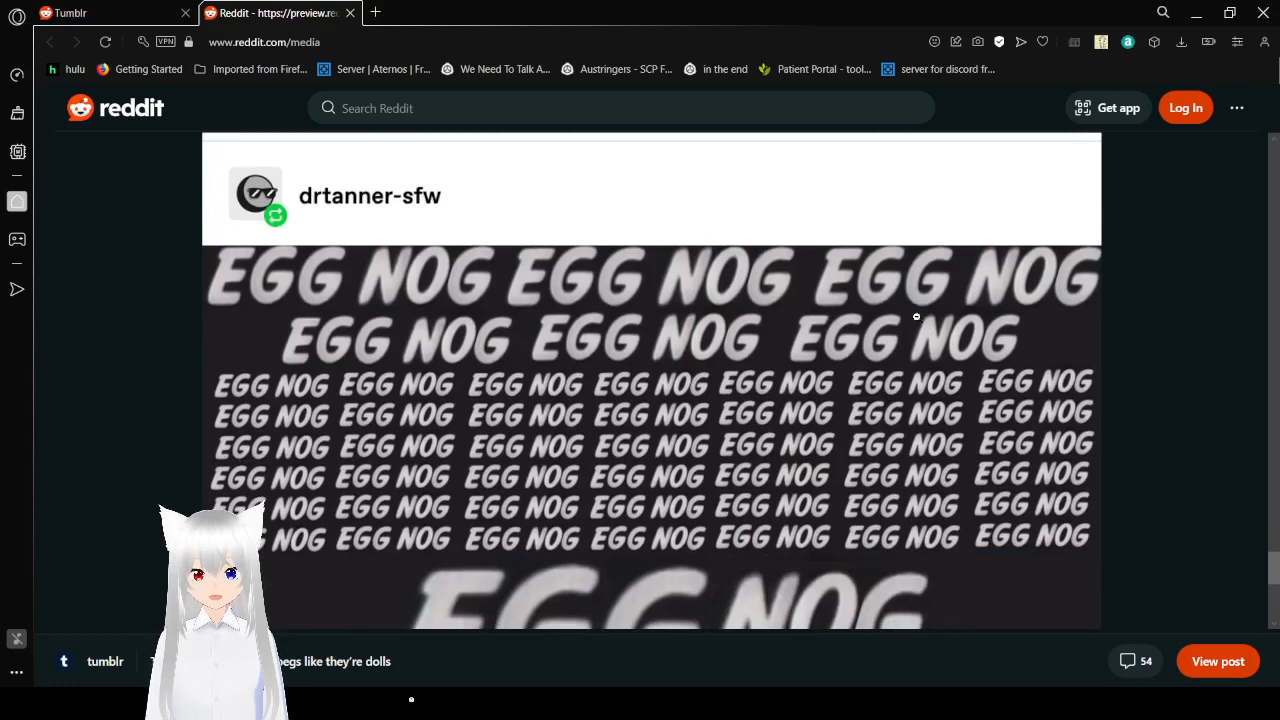 Tumblr
Reddit - https://preview.re
VPN
www.reddit.com/media
hulu Getting Started Imported from Firef... Server | Aternos | Fr... We Need To Talk A... Austringers - SCP F... in the end Patient Portal - tool... server for discord fr...
reddit
Search Reddit
Get app
Log In
drtanner-sfw
EGG NOG EGG NOG EGG NOG
EGG NOG EGG NOG EGG NOG
EGG NOG EGG NOG EGG NOG EGG NOG EGG NOG EGG NOG EGG NOG
EGG NOG EGG NOG EGG NOG EGG NOG EGG NOG EGG NOG EGG NOG
EGG NOG EGG NOG EGG NOG EGG NOG EGG NOG EGG NOG EGG NOG
EGG NOG EGG NOG EGG NOG EGG NOG EGG NOG EGG NOG EGG NOG
EGG NOG EGG NOG EGG NOG EGG NOG EGG NOG EGG NOG EGG NOG
NOG EGG NOG EGG NOG EGG NOG EGG NOG EGG NOG EGG NOG
EGG NOG
t tumblr
like they're dolls
54
View post